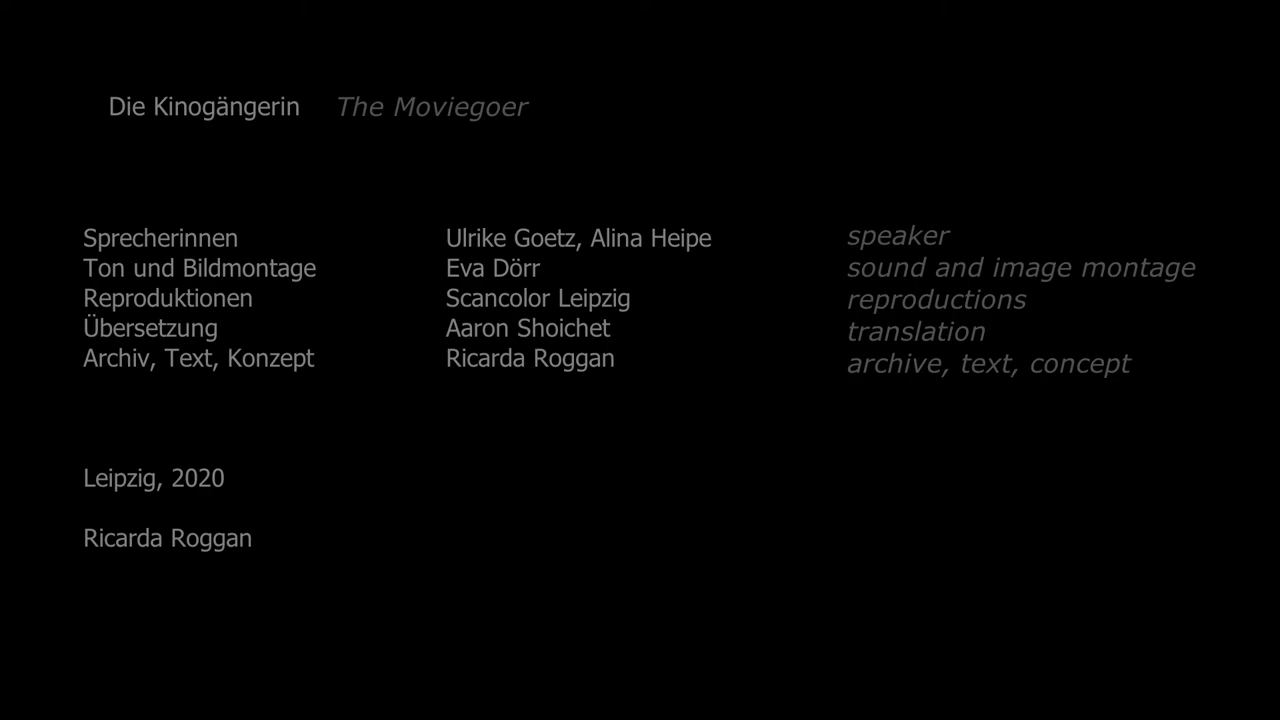 Die Kinogängerin The Moviegoer
Sprecherinnen Ulrike Goetz, Alina Heipe speaker
Ton und Bildmontage Eva Dörr sound and image montage
Reproduktionen Scancolor Leipzig reproductions
Übersetzung Aaron Shoichet translation
Archiv, Text, Konzept Ricarda Roggan archive, text, concept
Leipzig, 2020
Ricarda Roggan